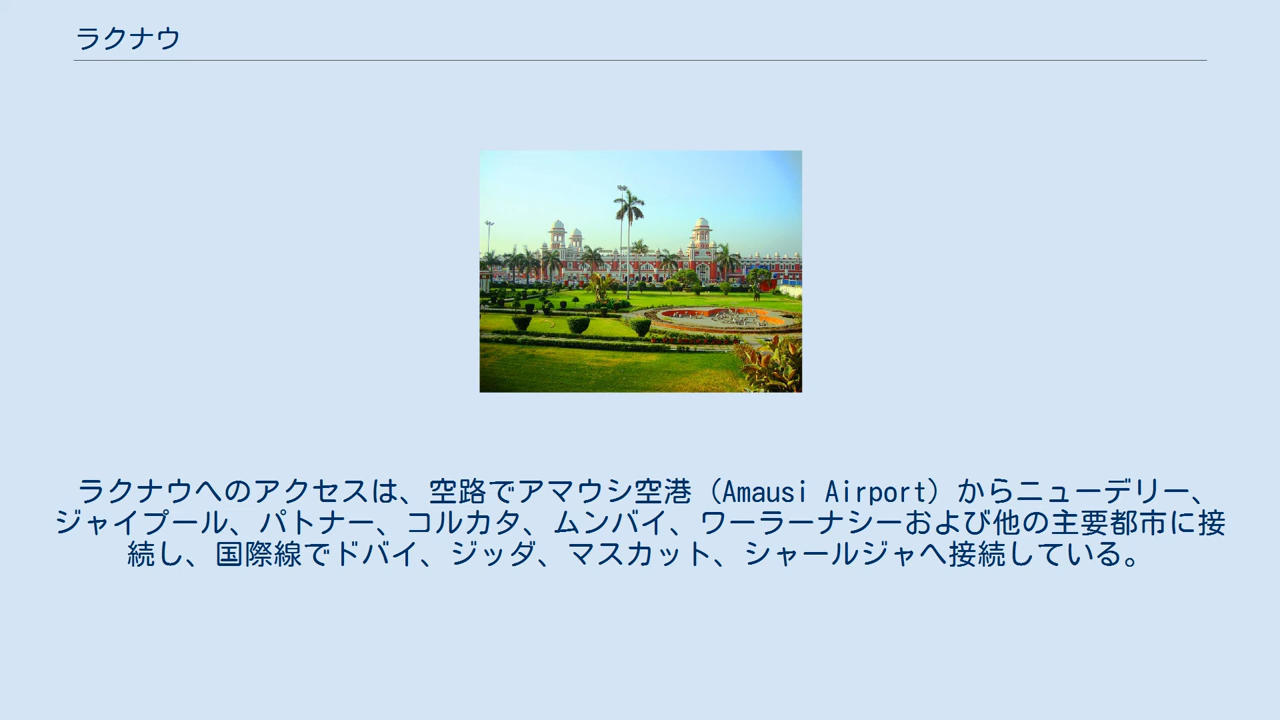 ラクナウ
ラクナウへのアクセスは、空路でアマウシ空港（Amausi Airport）からニューデリー、
ジャイプール、パトナー、コルカタ、ムンバイ、ワーラーナシーおよび他の主要都市に接
続し、国際線でドバイ、ジッダ、マスカット、シャールジャへ接続している。